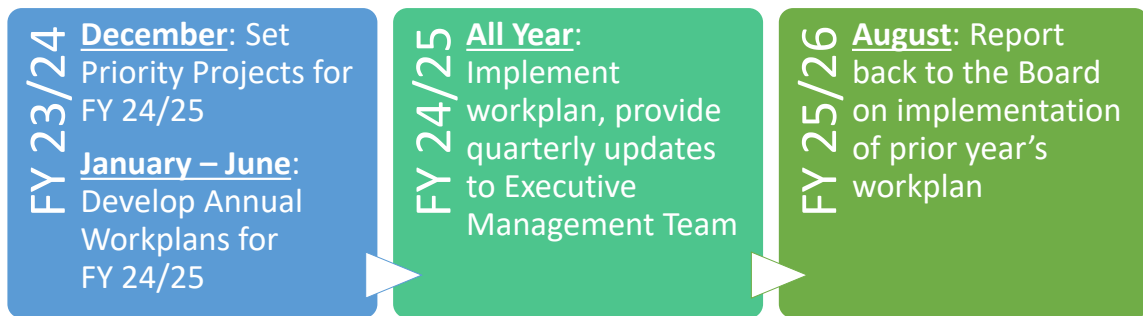 FY 23/24
December: Set
Priority Projects for
FY 24/25
January – June:
Develop Annual
Workplans for
FY 24/25
FY 24/25
All Year:
Implement
workplan, provide
quarterly updates
to Executive
Management Team
FY 25/26
August: Report
back to the Board
on implementation
of prior year’s
workplan